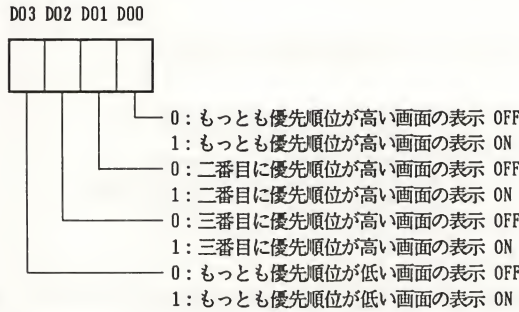 D03 D02 D01 D00
0:もっとも優先順位が高い画面の表示 OFF
1:もっとも優先順位が高い画面の表示 ON
0:二番目に優先順位が高い画面の表示 OFF
1:二番目に優先順位が高い画面の表示 ON
0:三番目に優先順位が高い画面の表示 OFF
1:三番目に優先順位が高い画面の表示 ON
0:もっとも優先順位が低い画面の表示 OFF
1:もっとも優先順位が低い画面の表示 ON